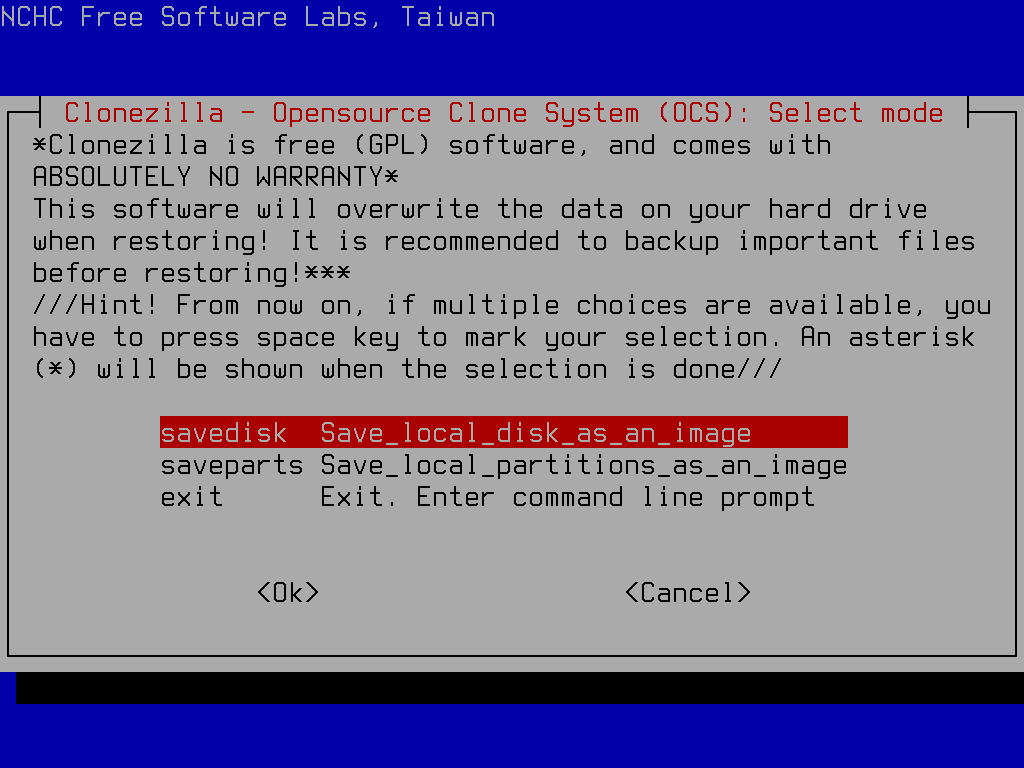 NCHC Free Software Labs, Taiwan
Clonezilla - Opensource Clone System (OCS): Select mode
*Clonezilla is free (GPL) software, and comes with
ABSOLUTELY NO WARRANTY*
This software will overwrite the data on your hard drive
when restoring! It is recommended to backup important files
before restoring!***
///Hint! From now on, if multiple choices are available, you
have to press space key to mark your selection. An asterisk
(*) will be shown when the selection is done///
savedisk Save_local_disk_as_an_image
saveparts Save_local_partitions_as_an_image
exit Exit. Enter command line prompt
<Ok> <Cancel>